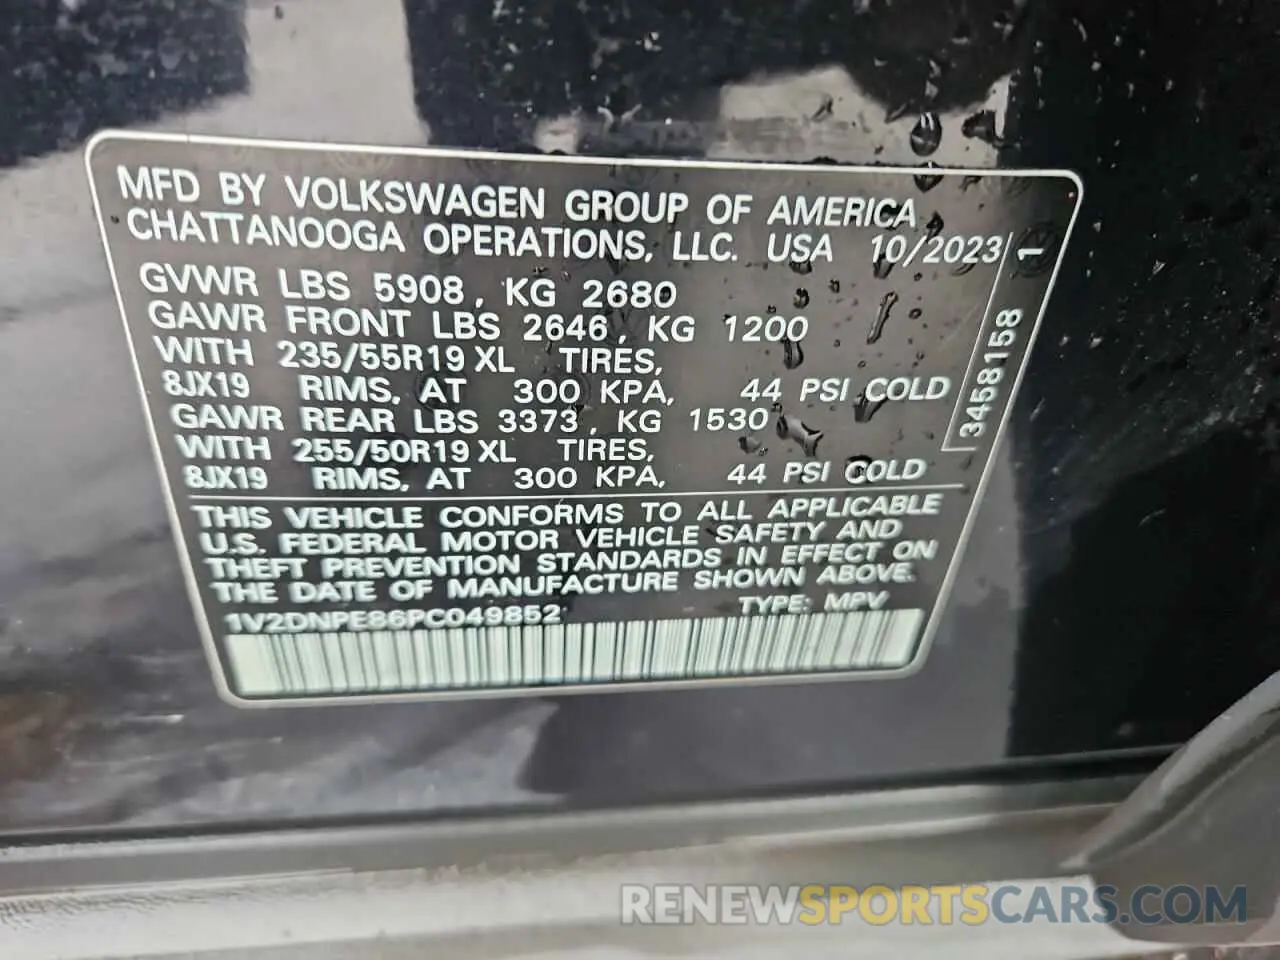 MFD BY VOLKSWAGEN GROUP OF AMERICA
CHATTANOOGA OPERATIONS, LLC. USA 10/2023 1
GVWR LBS 5908, KG 2680
GAWR FRONT LBS 2646, KG 1200
WITH 235/55R19 XL TIRES,
8JX19 RIMS, AT 300 KPA, 44 PSI COLD
GAWR REAR LBS 3373, KG 1530
WITH 255/50R19 XL TIRES,
8JX19 RIMS, AT 300 KPA, 44 PSI COLD
3458158
THIS VEHICLE CONFORMS TO ALL APPLICABLE
U.S. FEDERAL MOTOR VEHICLE SAFETY AND
THEFT PREVENTION STANDARDS IN EFFECT ON
THE DATE OF MANUFACTURE SHOWN ABOVE.
1V2DNPE86PC049852 TYPE: MPV
RENEWSPORTSCARS.COM